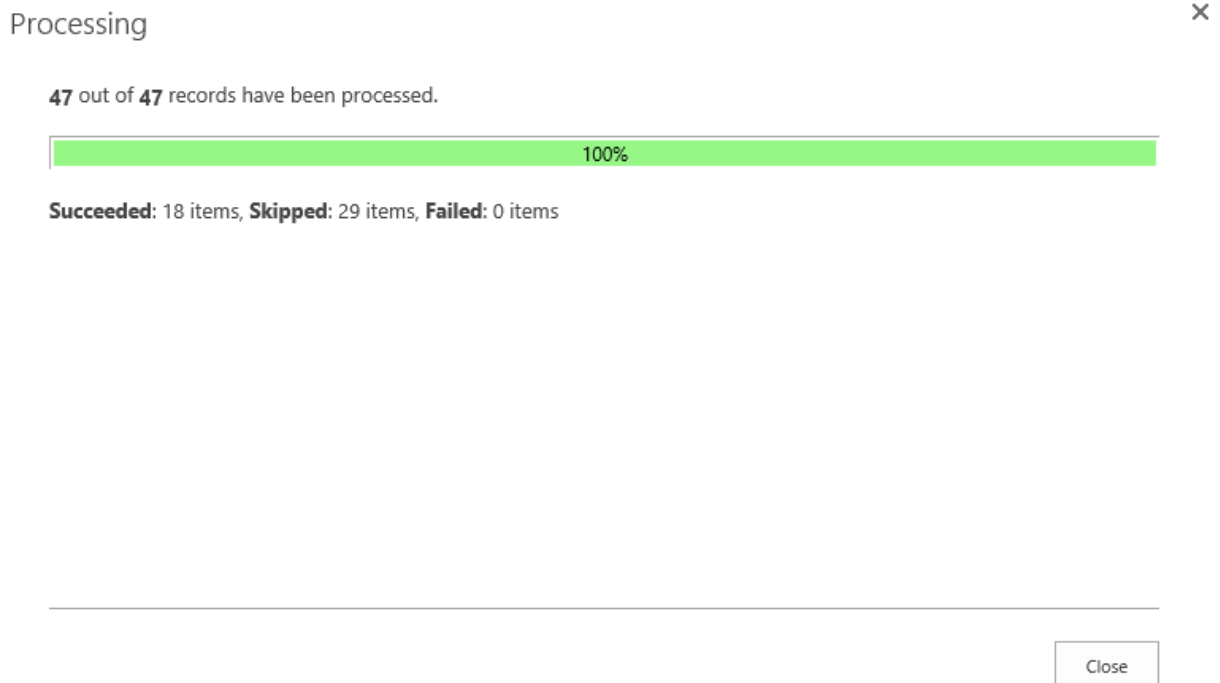 Processing
47 out of 47 records have been processed.
100%
Succeeded: 18 items, Skipped: 29 items, Failed: 0 items
Close